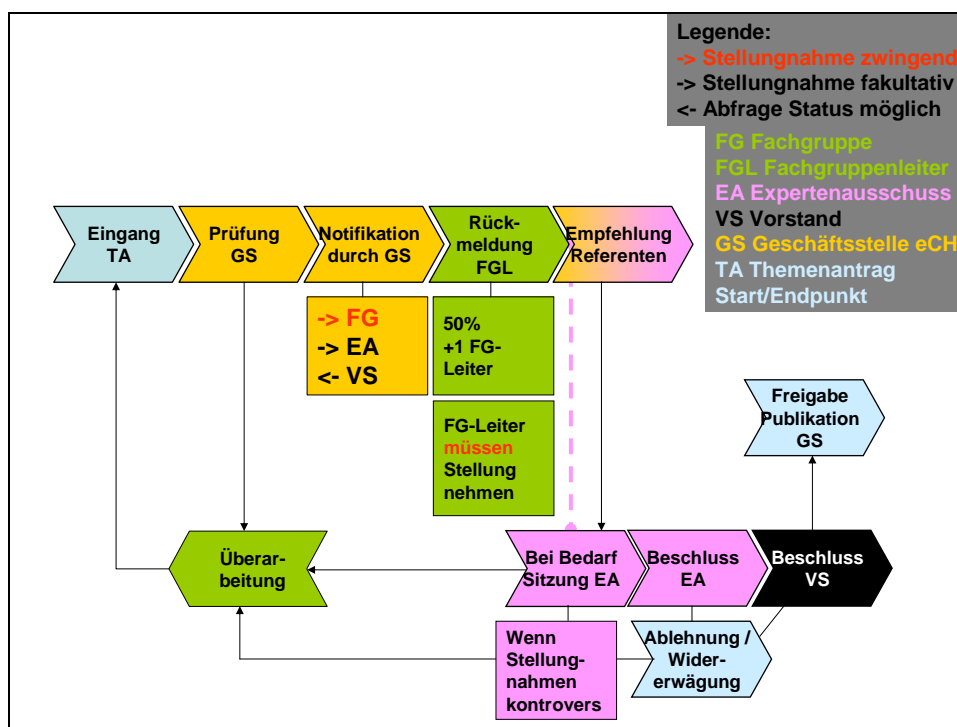 Legende:
-> Stellungnahme zwingend
-> Stellungnahme fakultativ
<- Abfrage Status möglich
FG Fachgruppe
FGL Fachgruppenleiter
EA Expertenausschuss
VS Vorstand
GS Geschäftsstelle eCH
TA Themenantrag
Start/Endpunkt
Eingang
TA
Prüfung
GS
Notifikation
durch GS
Rück-
meldung
FGL
Empfehlung
Referenten
-> FG
-> EA
<- VS
50%
+1 FG-
Leiter
FG-Leiter
müssen
Stellung
nehmen
Freigabe
Publikation
GS
Überar-
beitung
Bei Bedarf
Sitzung EA
Beschluss
EA
Beschluss
VS
Wenn
Stellung-
nahmen
kontrovers
Ablehnung /
Wider-
erwägung